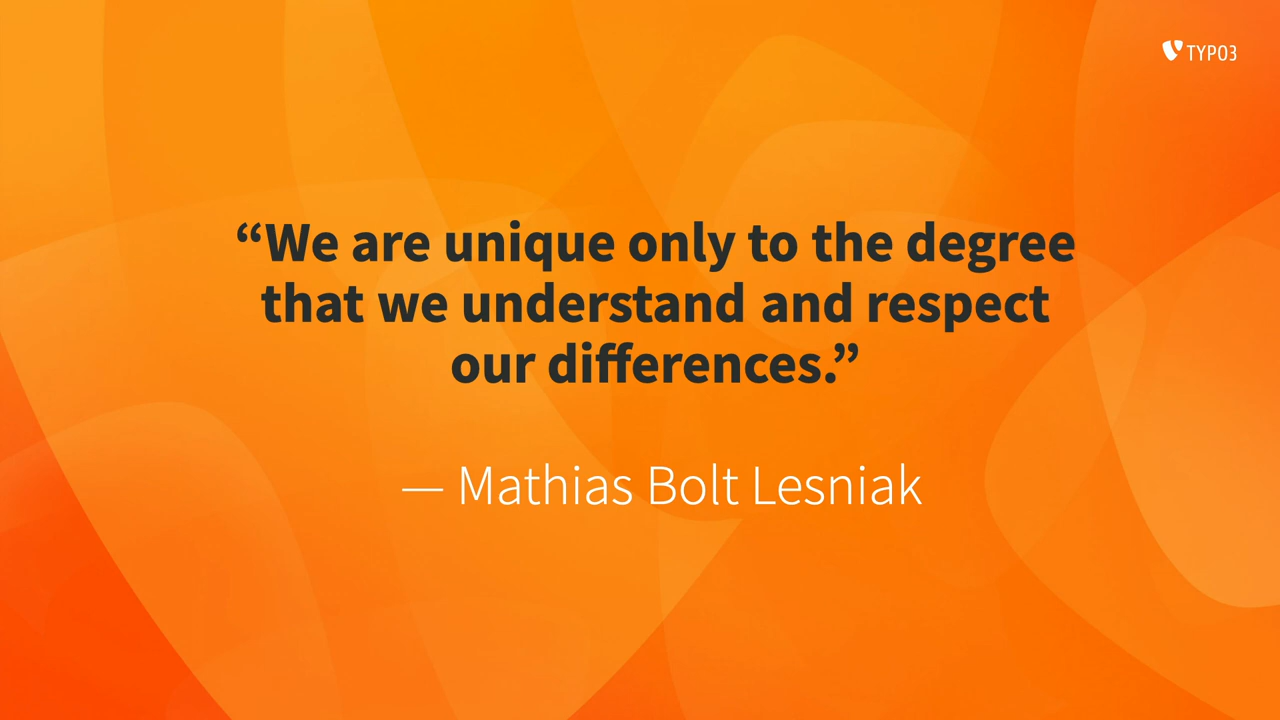 TYPO3
“We are unique only to the degree
that we understand and respect
our differences.”
— Mathias Bolt Lesniak